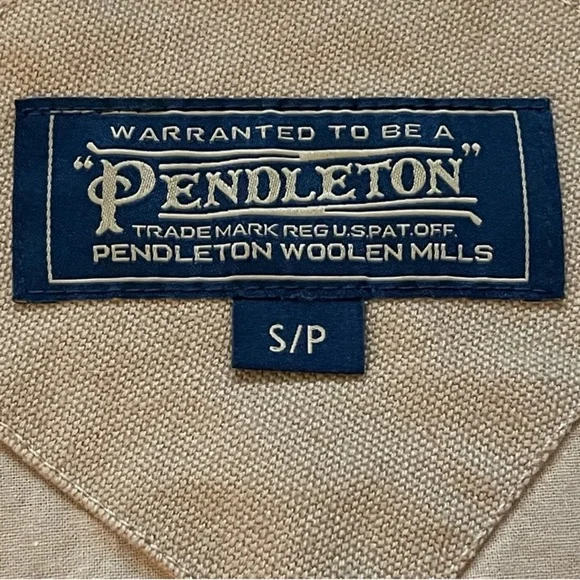 WARRANTED TO BE A
"PENDLETON"
TRADE MARK REG U.S.PAT.OFF.
PENDLETON WOOLEN MILLS
S/P